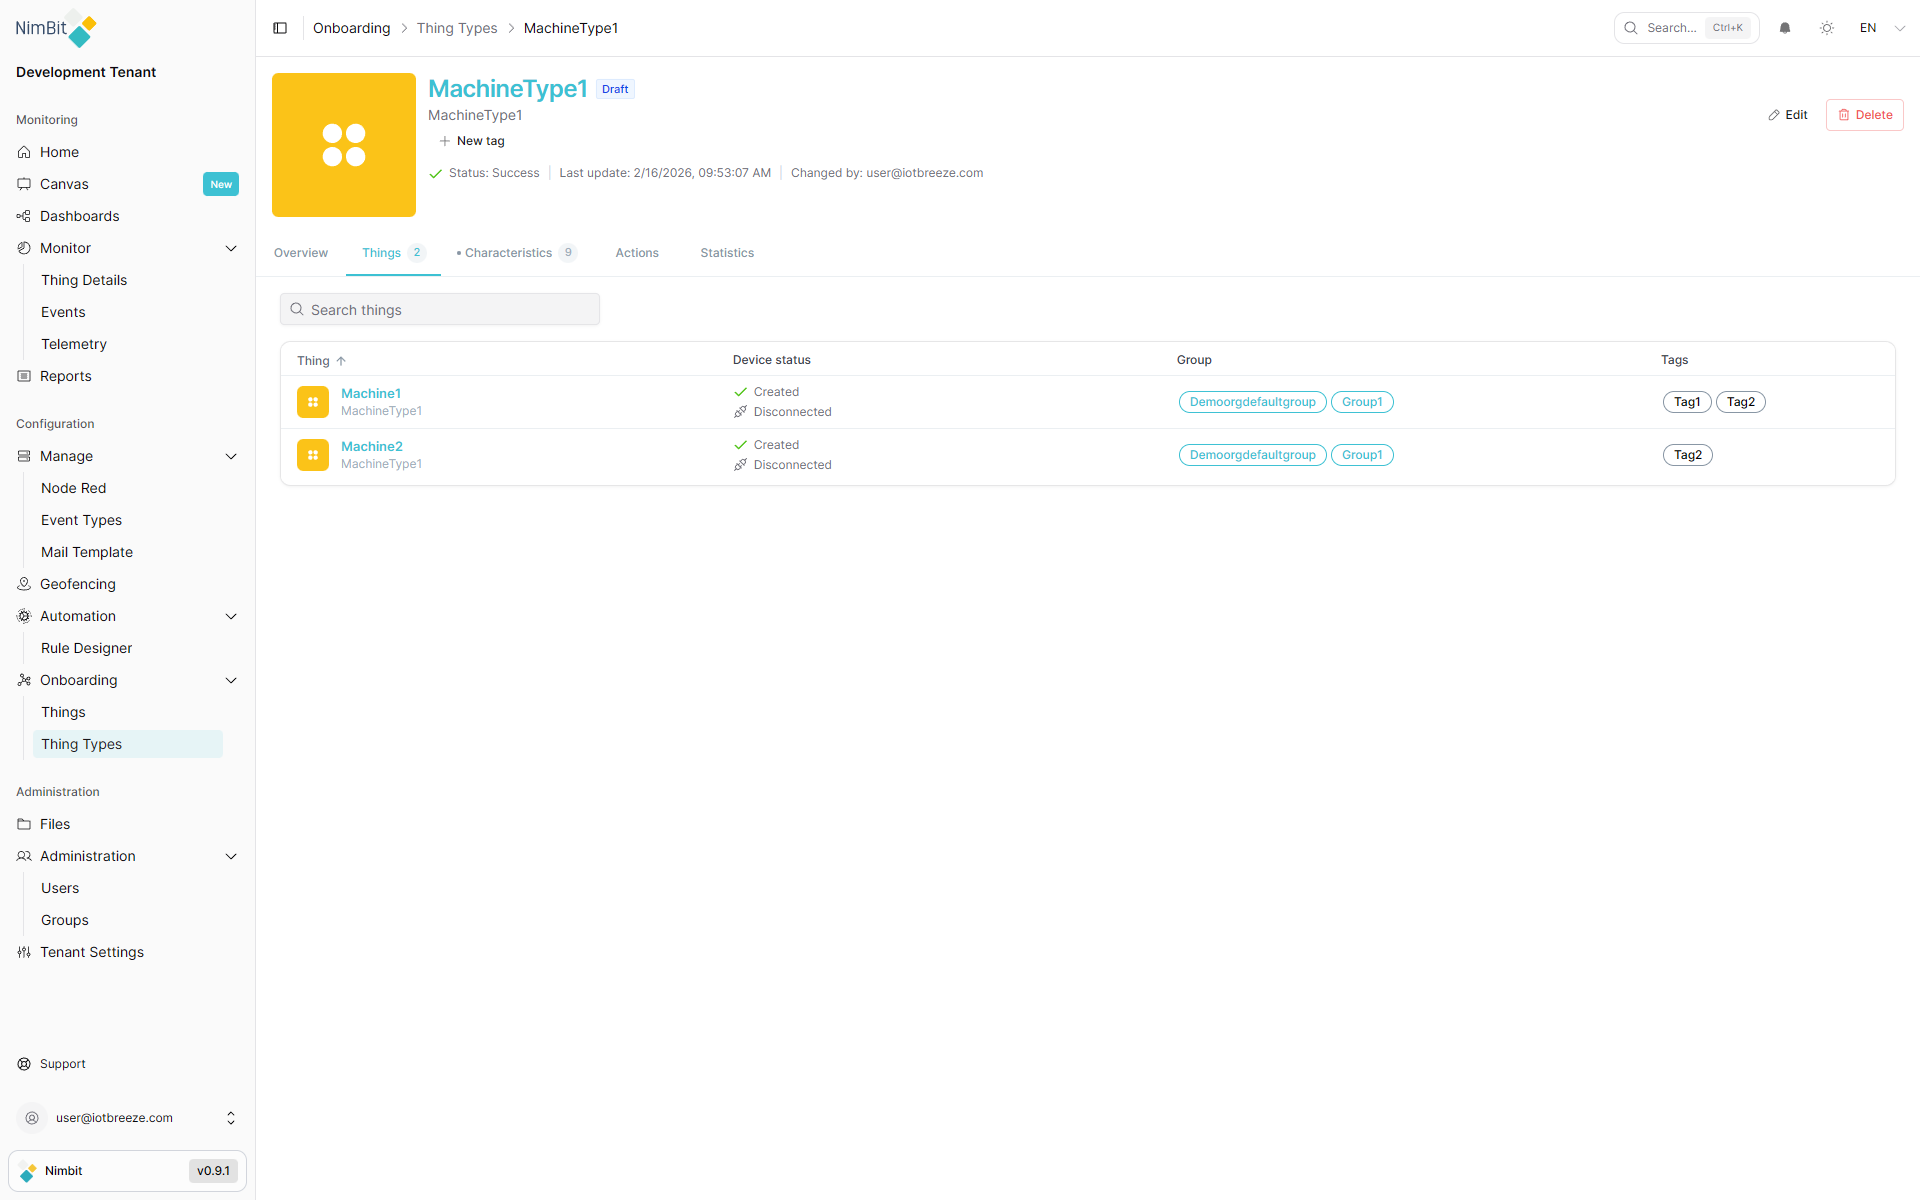 NimBit
Development Tenant
Monitoring
Home
Canvas New
Dashboards
Monitor
Thing Details
Events
Telemetry
Reports
Configuration
Manage
Node Red
Event Types
Mail Template
Geofencing
Automation
Rule Designer
Onboarding
Things
Thing Types
Administration
Files
Administration
Users
Groups
Tenant Settings
Support
user@iotbreeze.com
Nimbit v0.9.1
Onboarding > Thing Types > MachineType1
Search... Ctrl+K
EN
MachineType1 Draft
MachineType1
+ New tag
Status: Success | Last update: 2/16/2026, 09:53:07 AM | Changed by: user@iotbreeze.com
Edit
Delete
Overview Things 2 • Characteristics 9 Actions Statistics
Search things
Thing Device status Group Tags
Machine1
MachineType1
Created
Disconnected
Demoorgdefaultgroup Group1
Tag1 Tag2
Machine2
MachineType1
Created
Disconnected
Demoorgdefaultgroup Group1
Tag2